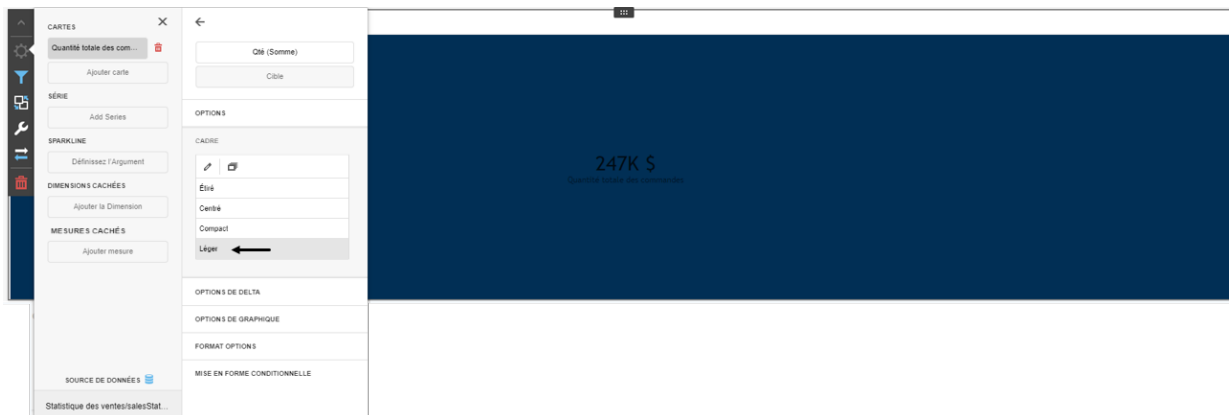 CARTES
Quantité totale des com...
Ajouter carte
SÉRIE
Add Series
SPARKLINE
Définissez l'Argument
DIMENSIONS CACHÉES
Ajouter la Dimension
MESURES CACHÉS
Ajouter mesure
SOURCE DE DONNÉES
Statistique des ventes/salesStat...
Qté (Somme)
Cible
OPTIONS
CADRE
Étiré
Centré
Compact
Léger
OPTIONS DE DELTA
OPTIONS DE GRAPHIQUE
FORMAT OPTIONS
MISE EN FORME CONDITIONNELLE
247K $
Quantité totale des commandes